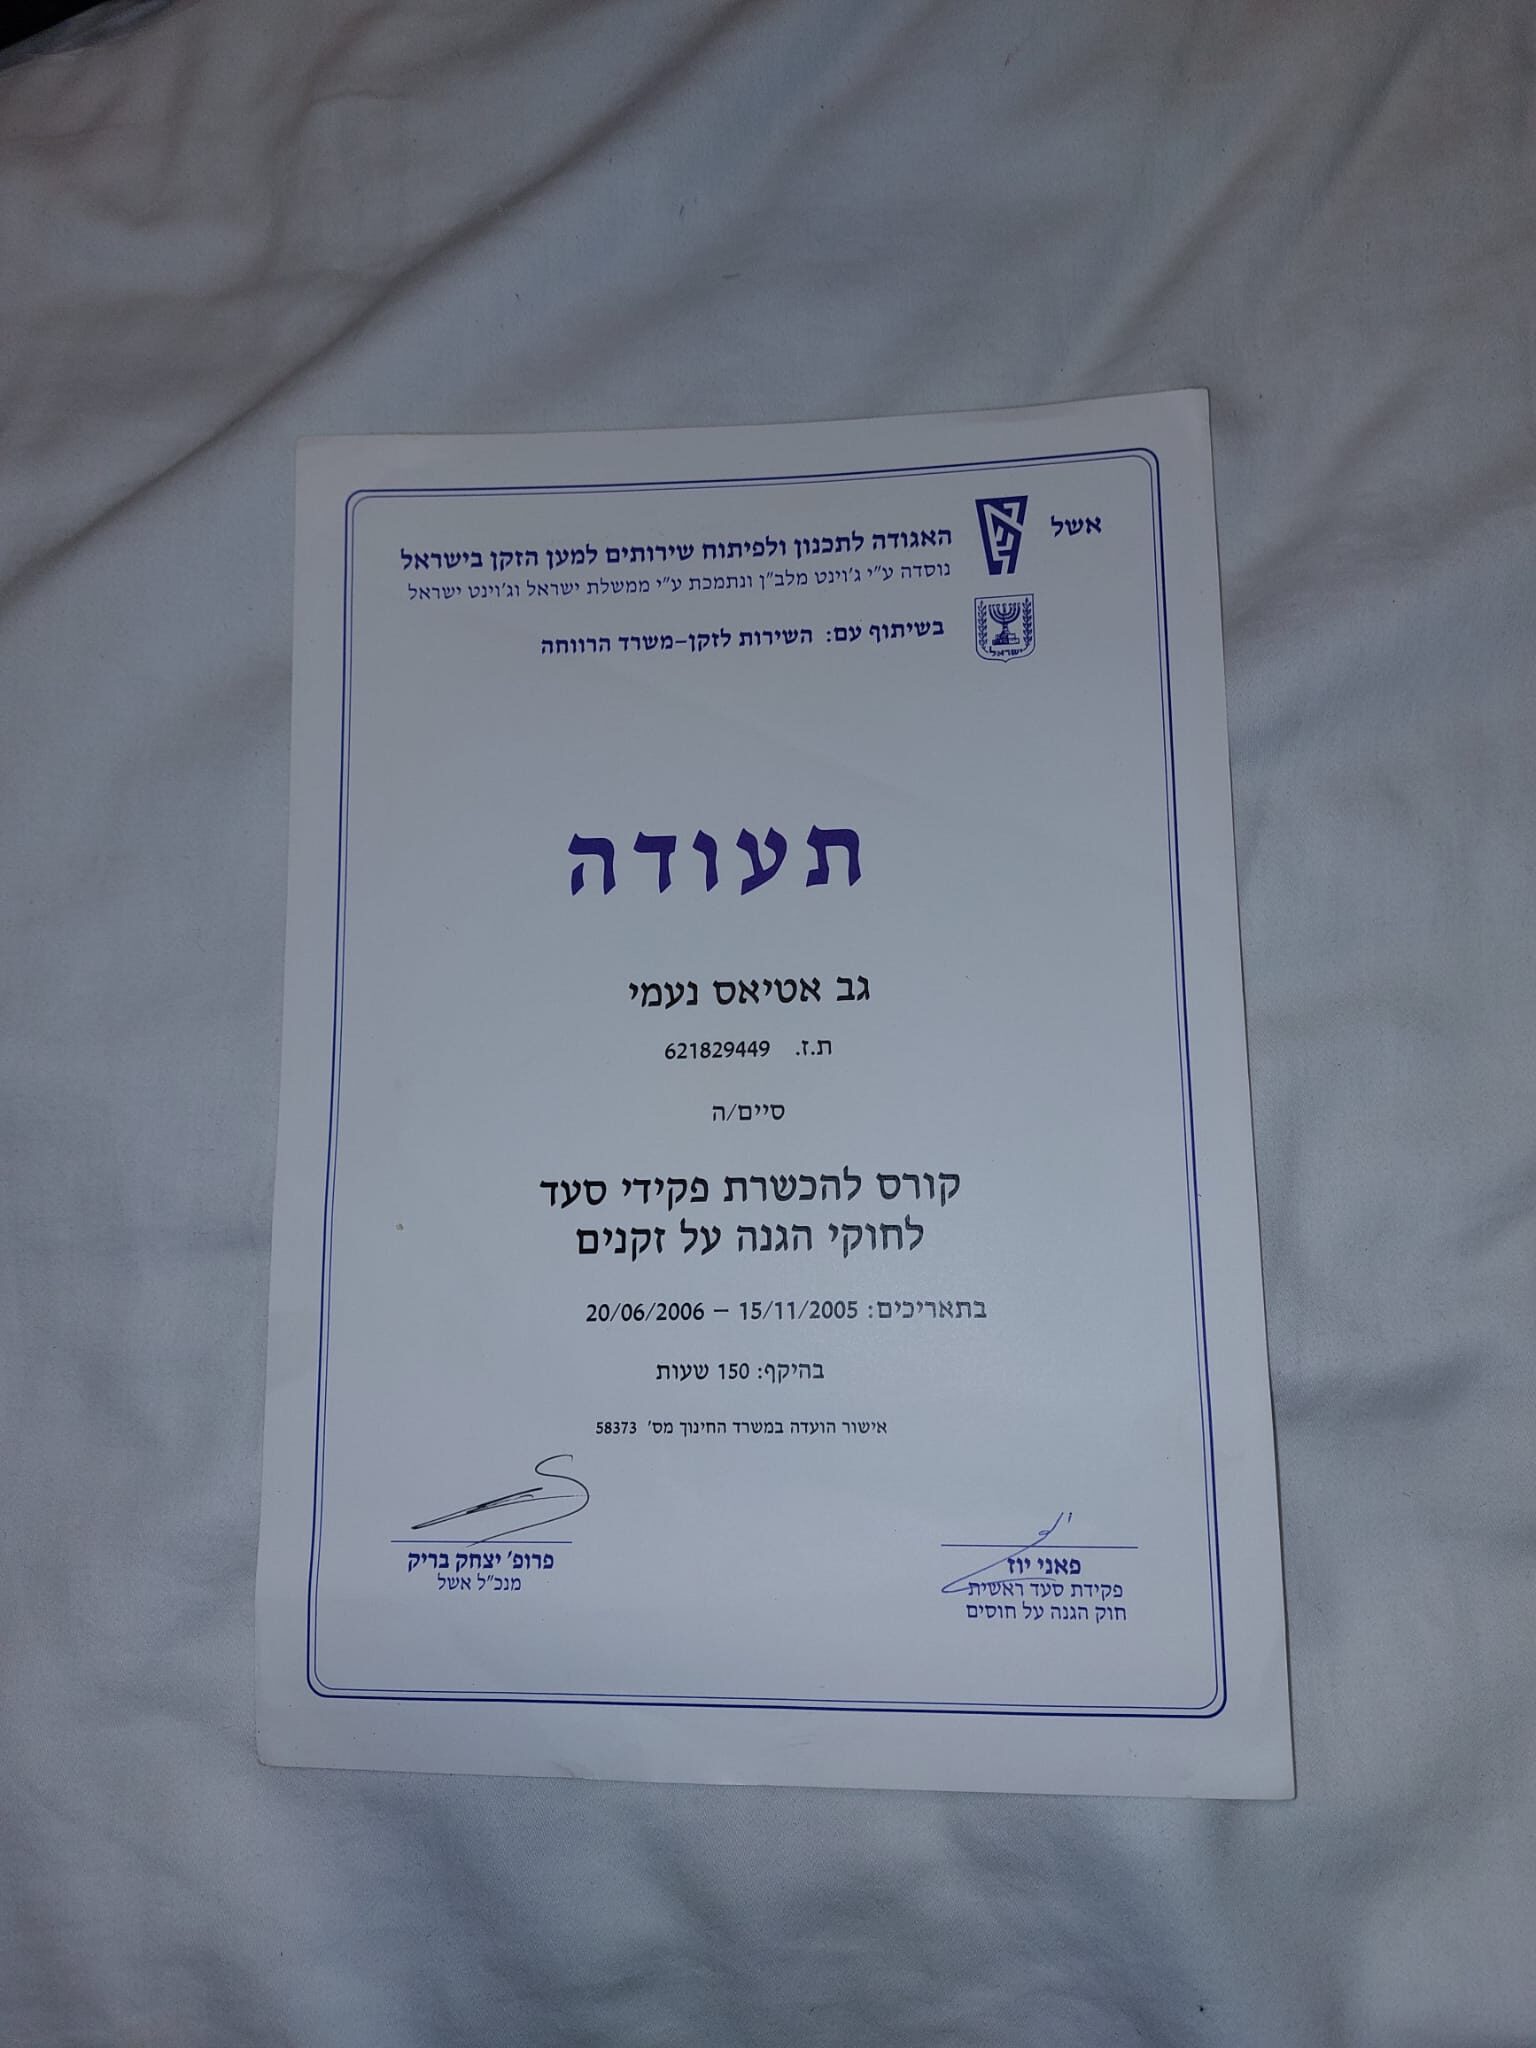 אשל
האגודה לתכנון ולפיתוח שירותים למען הזקן בישראל
נוסדה ע״י ג׳וינט מלב״ן ונתמכת ע״י ממשלת ישראל וג׳וינט ישראל
ישראל
בשיתוף עם: השירות לזקן-משרד הרווחה
תעודה
גב אטיאס נעמי
ת.ז. 621829449
סיים/ה
קורס להכשרת פקידי סעד
לחוקי הגנה על זקנים
בתאריכים: 15/11/2005 – 20/06/2006
בהיקף: 150 שעות
אישור הועדה במשרד החינוך מס׳ 58373
פאני יוז
פקידת סעד ראשית
חוק הגנה על חוסים
פרופ׳ יצחק בריק
מנכ״ל אשל